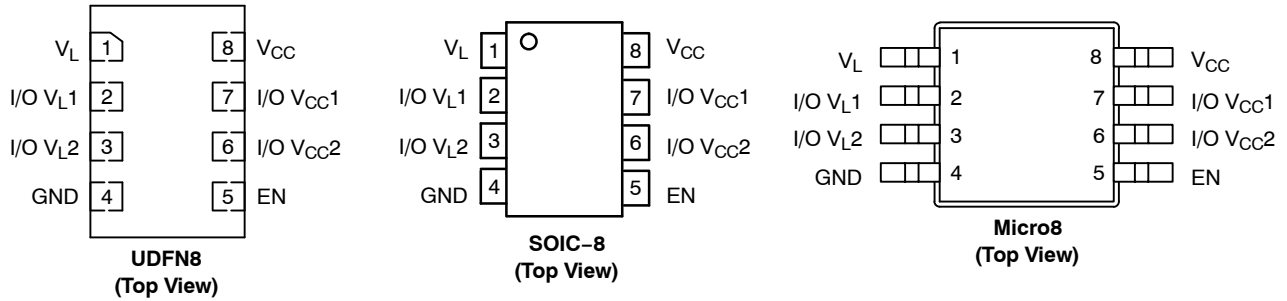 V_L 1 8 V_CC
I/O V_L1 2 7 I/O V_CC1
I/O V_L2 3 6 I/O V_CC2
GND 4 5 EN
UDFN8
(Top View)
V_L 1 8 V_CC
I/O V_L1 2 7 I/O V_CC1
I/O V_L2 3 6 I/O V_CC2
GND 4 5 EN
SOIC−8
(Top View)
V_L 1 8 V_CC
I/O V_L1 2 7 I/O V_CC1
I/O V_L2 3 6 I/O V_CC2
GND 4 5 EN
Micro8
(Top View)